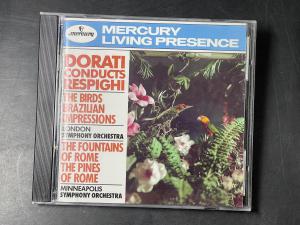 mercury
MERCURY
LIVING PRESENCE
DORATI
CONDUCTS
RESPIGHI
THE BIRDS
BRAZILIAN
IMPRESSIONS
LONDON
SYMPHONY ORCHESTRA
THE FOUNTAINS
OF ROME
THE PINES
OF ROME
MINNEAPOLIS
SYMPHONY ORCHESTRA